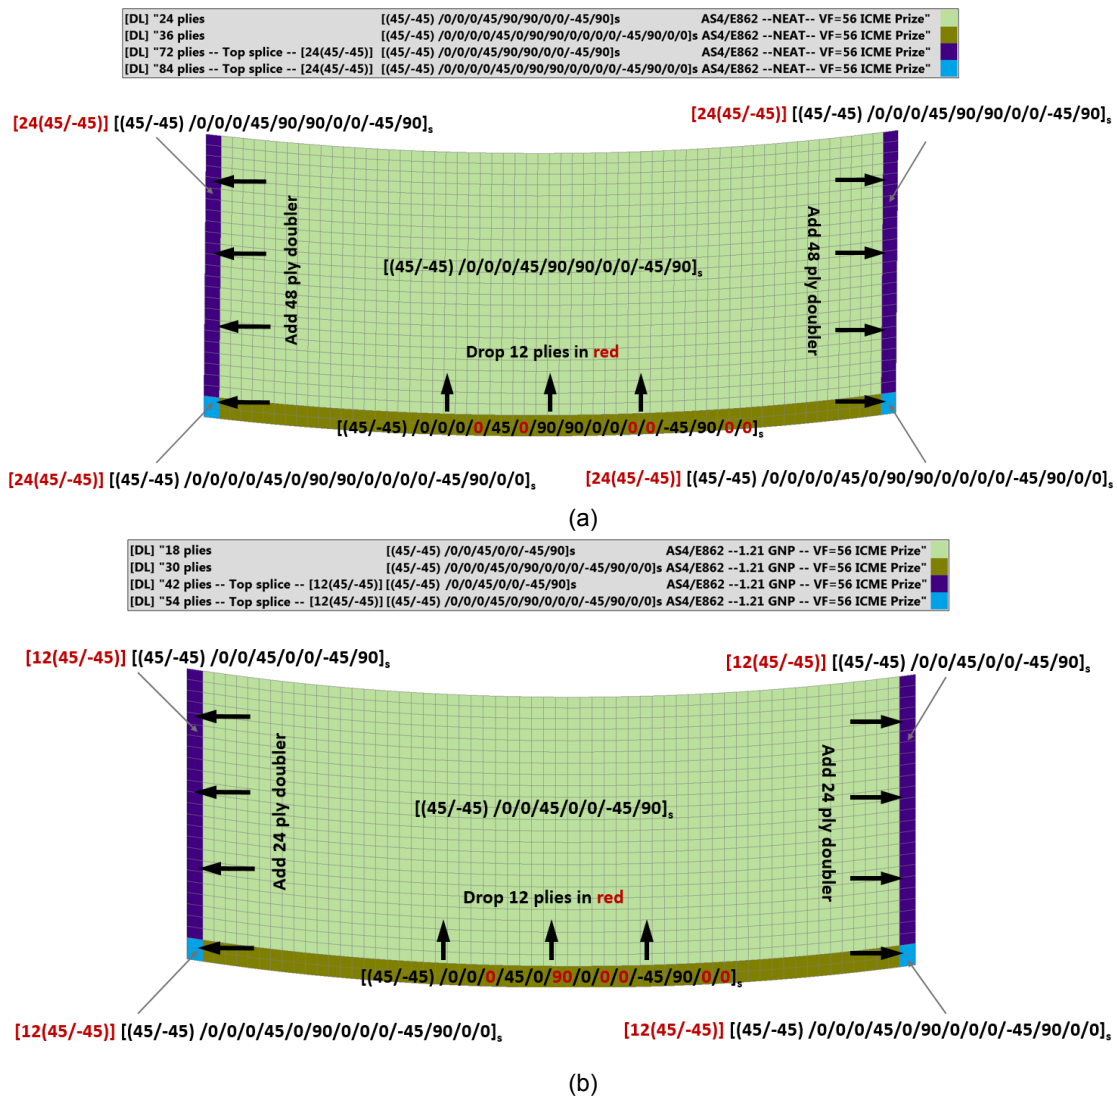 [DL] "24 plies [(45/-45) /0/0/0/45/90/90/0/0/-45/90]s AS4/E862 --NEAT-- VF=56 ICME Prize"
[DL] "36 plies [(45/-45) /0/0/0/0/45/0/90/90/0/0/0/0/0/-45/90/0/0]s AS4/E862 --NEAT-- VF=56 ICME Prize"
[DL] "72 plies -- Top splice -- [24(45/-45)] [(45/-45) /0/0/0/45/90/90/0/0/-45/90]s AS4/E862 --NEAT-- VF=56 ICME Prize"
[DL] "84 plies -- Top splice -- [24(45/-45)] [(45/-45) /0/0/0/0/45/0/90/90/0/0/0/0/0/-45/90/0/0]s AS4/E862 --NEAT-- VF=56 ICME Prize"
[24(45/-45)] [(45/-45) /0/0/0/45/90/90/0/0/-45/90]s
[24(45/-45)] [(45/-45) /0/0/0/45/90/90/0/0/-45/90]s
Add 48 ply doubler
[(45/-45) /0/0/0/45/90/90/0/0/-45/90]s
Add 48 ply doubler
Drop 12 plies in red
[(45/-45) /0/0/0/0/45/0/90/90/0/0/0/0/-45/90/0/0]s
[24(45/-45)] [(45/-45) /0/0/0/0/45/0/90/90/0/0/0/0/0/-45/90/0/0]s
[24(45/-45)] [(45/-45) /0/0/0/0/45/0/90/90/0/0/0/0/0/-45/90/0/0]s
(a)
[DL] "18 plies [(45/-45) /0/0/45/0/0/-45/90]s AS4/E862 --1.21 GNP -- VF=56 ICME Prize"
[DL] "30 plies [(45/-45) /0/0/0/45/0/90/0/0/0/-45/90/0/0]s AS4/E862 --1.21 GNP -- VF=56 ICME Prize"
[DL] "42 plies -- Top splice -- [12(45/-45)] [(45/-45) /0/0/45/0/0/-45/90]s AS4/E862 --1.21 GNP -- VF=56 ICME Prize"
[DL] "54 plies -- Top splice -- [12(45/-45)] [(45/-45) /0/0/0/45/0/90/0/0/0/-45/90/0/0]s AS4/E862 --1.21 GNP -- VF=56 ICME Prize"
[12(45/-45)] [(45/-45) /0/0/45/0/0/-45/90]s
[12(45/-45)] [(45/-45) /0/0/45/0/0/-45/90]s
Add 24 ply doubler
[(45/-45) /0/0/45/0/0/-45/90]s
Add 24 ply doubler
Drop 12 plies in red
[(45/-45) /0/0/0/45/0/90/0/0/0/-45/90/0/0]s
[12(45/-45)] [(45/-45) /0/0/0/45/0/90/0/0/0/-45/90/0/0]s
[12(45/-45)] [(45/-45) /0/0/0/45/0/90/0/0/0/-45/90/0/0]s
(b)